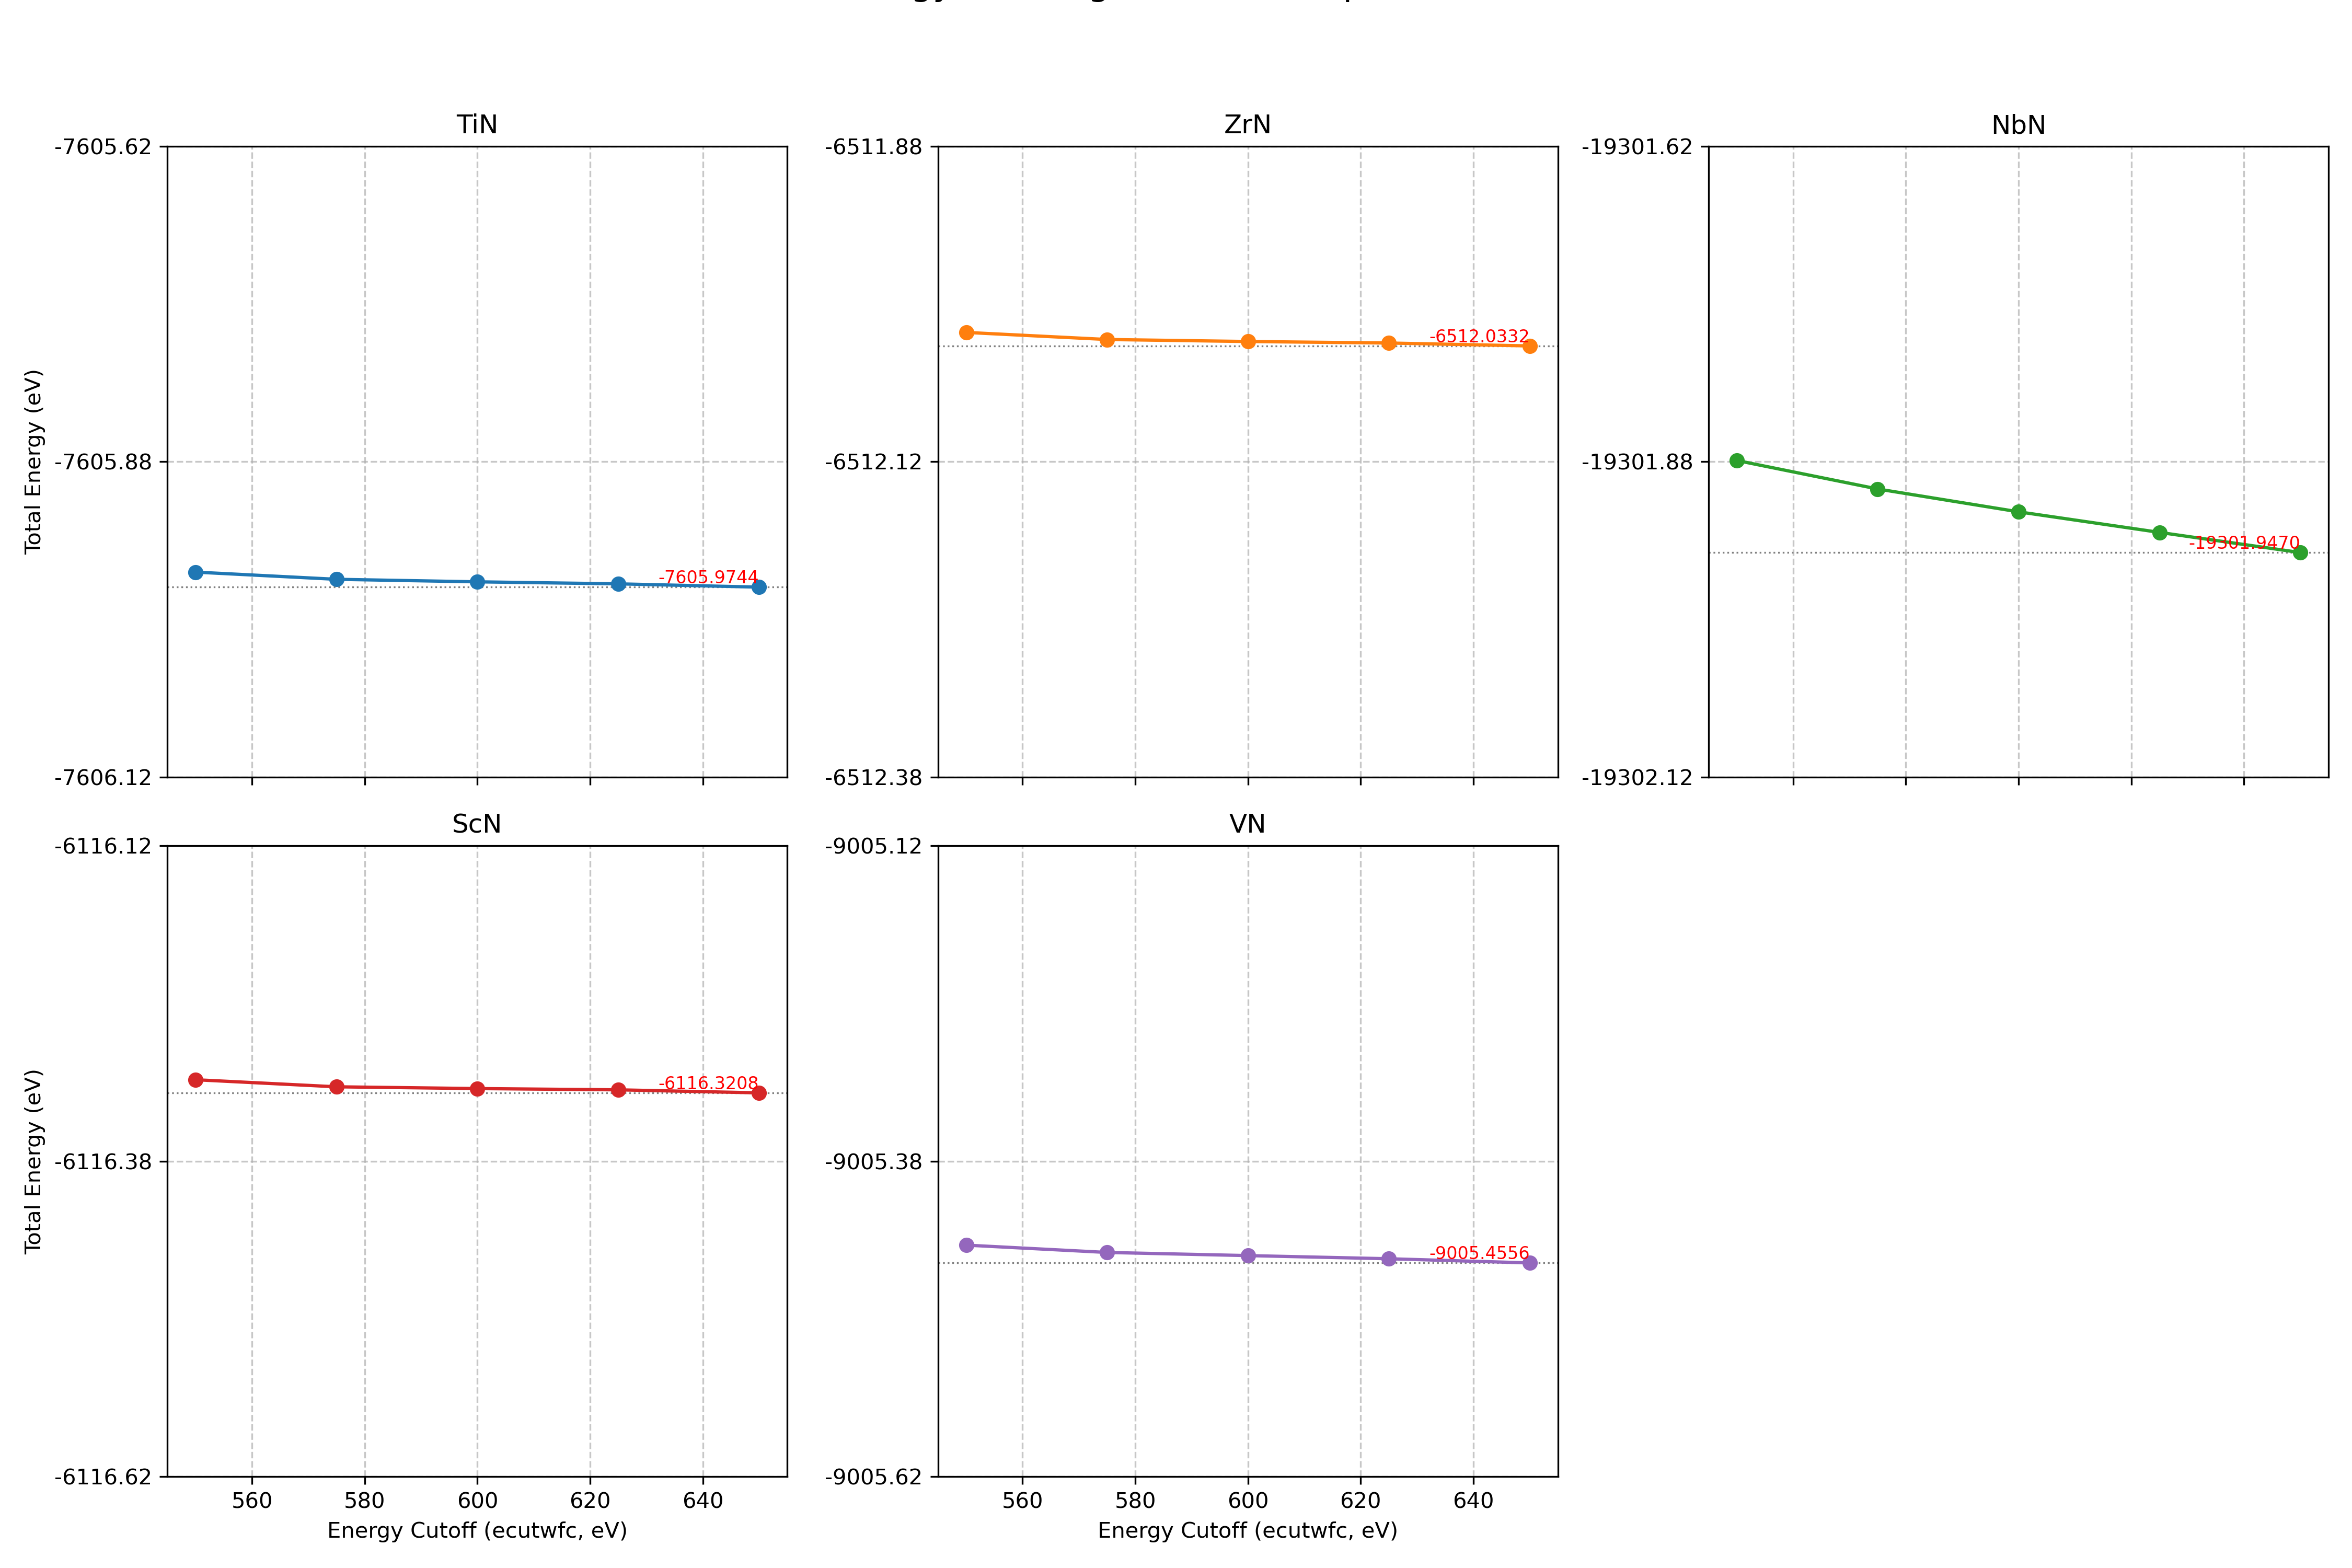 TiN
-7605.62
-7605.88
-7606.12
Total Energy (eV)
-7605.9744
ZrN
-6511.88
-6512.12
-6512.38
-6512.0332
NbN
-19301.62
-19301.88
-19302.12
-19301.9470
ScN
-6116.12
-6116.38
-6116.62
Total Energy (eV)
-6116.3208
560 580 600 620 640
Energy Cutoff (ecutwfc, eV)
VN
-9005.12
-9005.38
-9005.62
-9005.4556
560 580 600 620 640
Energy Cutoff (ecutwfc, eV)